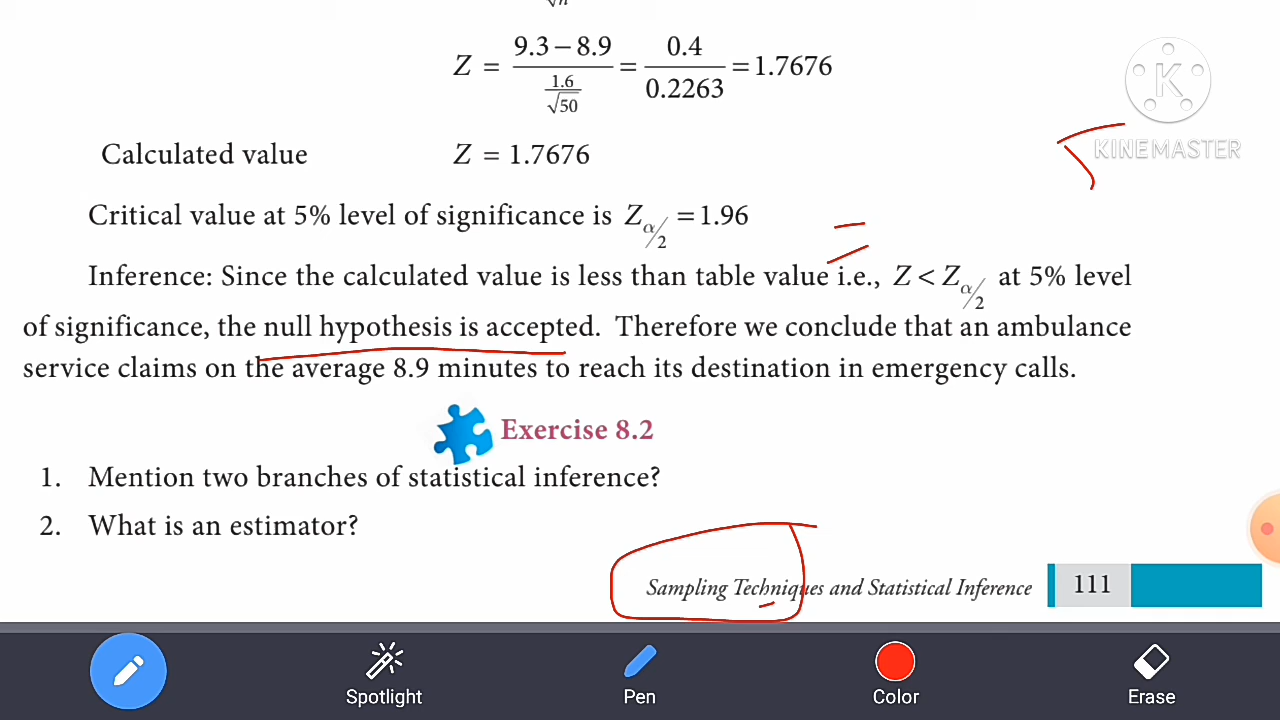 √n
Z = (9.3 – 8.9) / (1.6/√50) = 0.4/0.2263 = 1.7676
K
KINEMASTER
Calculated value Z = 1.7676
Critical value at 5% level of significance is Z α/2 = 1.96
Inference: Since the calculated value is less than table value i.e., Z < Z α/2 at 5% level
of significance, the null hypothesis is accepted. Therefore we conclude that an ambulance
service claims on the average 8.9 minutes to reach its destination in emergency calls.
Exercise 8.2
1. Mention two branches of statistical inference?
2. What is an estimator?
Sampling Techniques and Statistical Inference 111
Spotlight Pen Color Erase